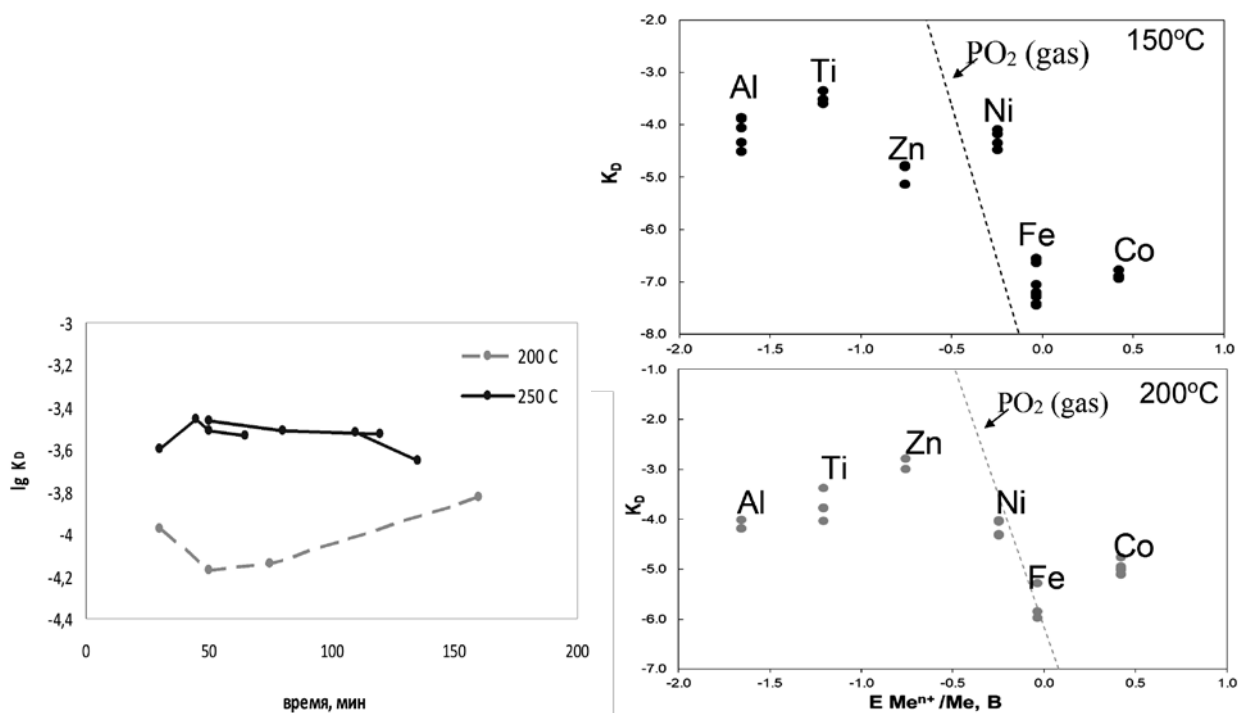 -3
-3,2
-3,4
-3,6
-3,8
-4
-4,2
-4,4
lg KD
0 50 100 150 200
время, мин
200 C
250 C
-2.0
-3.0
-4.0
-5.0
-6.0
-7.0
-8.0
KD
150°C
PO2 (gas)
Al
Ti
Zn
Ni
Fe
Co
-2.0 -1.5 -1.0 -0.5 0.0 0.5 1.0
-1.0
-2.0
-3.0
-4.0
-5.0
-6.0
-7.0
KD
200°C
PO2 (gas)
Al
Ti
Zn
Ni
Fe
Co
-2.0 -1.5 -1.0 -0.5 0.0 0.5 1.0
E Meⁿ⁺ /Me, В